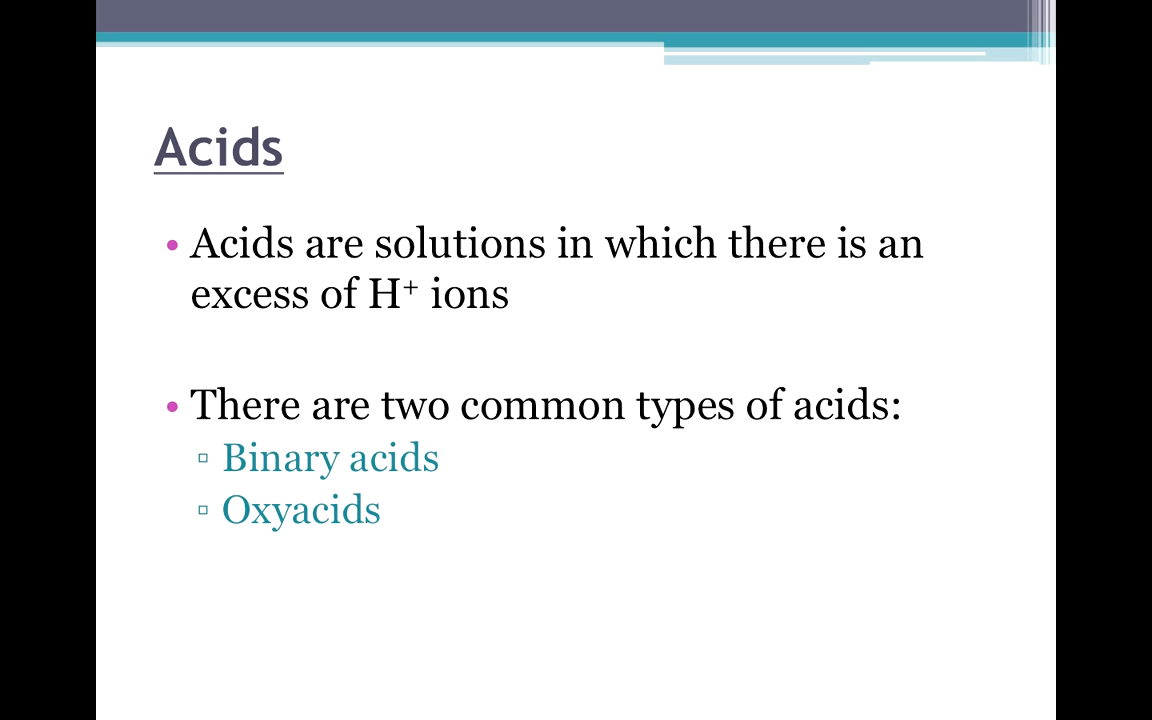 Acids
• Acids are solutions in which there is an
excess of H⁺ ions
• There are two common types of acids:
▫ Binary acids
▫ Oxyacids